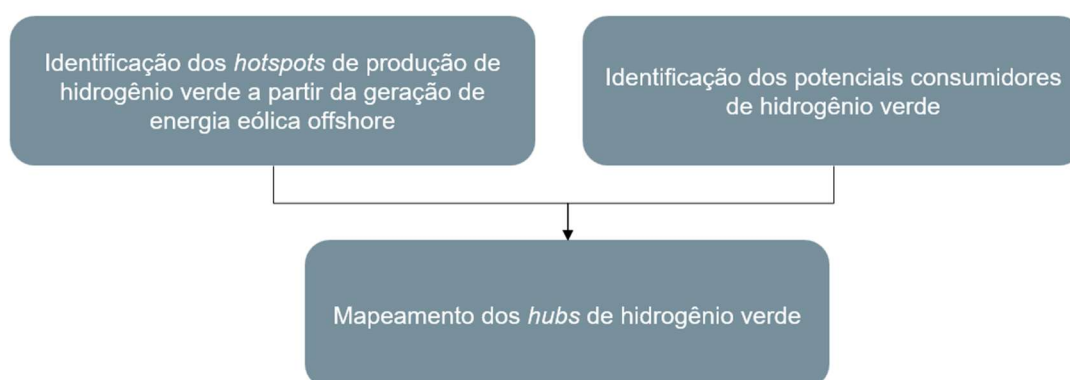 Identificação dos hotspots de produção de
hidrogênio verde a partir da geração de
energia eólica offshore
Identificação dos potenciais consumidores
de hidrogênio verde
Mapeamento dos hubs de hidrogênio verde